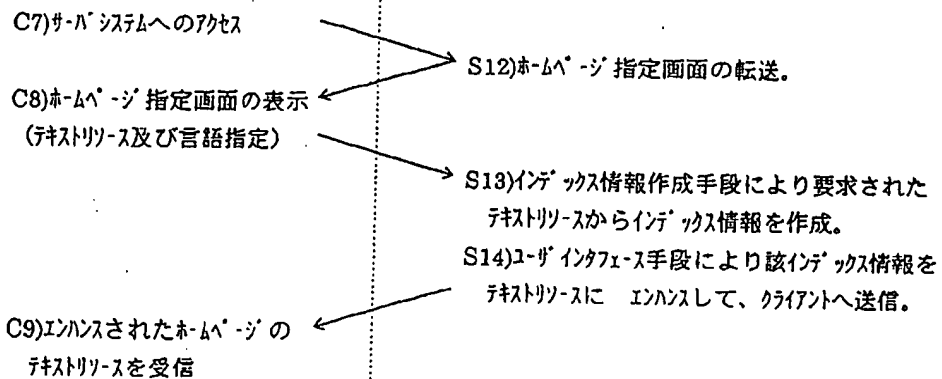 C7)ｻｰﾊﾞｼｽﾃﾑへのｱｸｾｽ
S12)ﾎｰﾑﾍﾟｰｼﾞ指定画面の転送。
C8)ホームﾍﾟｰｼﾞ指定画面の表示
(ﾃｷｽﾄﾘｿｰｽ及び言語指定)
S13)ｲﾝﾃﾞｯｸｽ情報作成手段により要求された
ﾃｷｽﾄﾘｿｰｽからｲﾝﾃﾞｯｸｽ情報を作成。
S14)ﾕｰｻﾞｲﾝﾀﾌｪｰｽ手段により該ｲﾝﾃﾞｯｸｽ情報を
ﾃｷｽﾄﾘｿｰｽに ｴﾝﾊﾝｽして、ｸﾗｲｱﾝﾄへ送信。
C9)ｴﾝﾊﾝｽされたﾎｰﾑﾍﾟｰｼﾞの
ﾃｷｽﾄﾘｿｰｽを受信